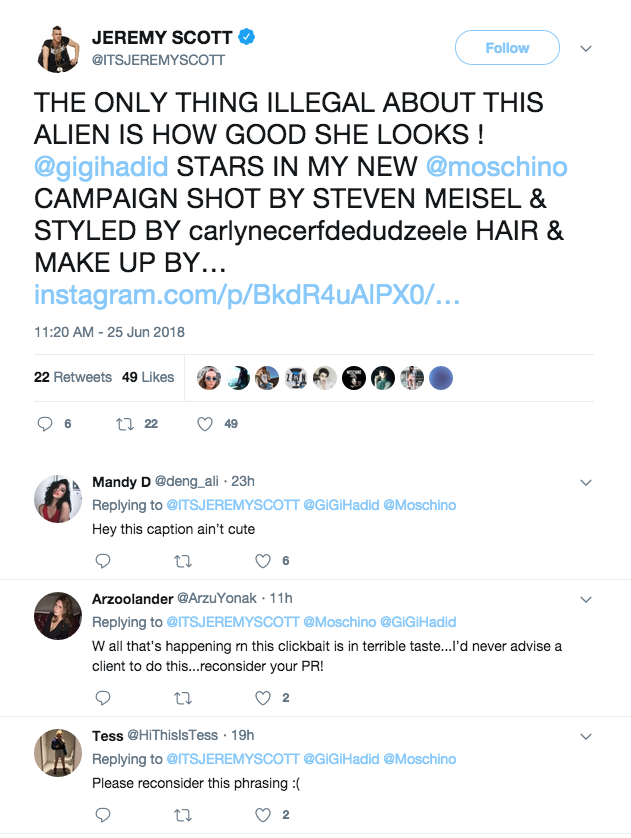 JEREMY SCOTT
@ITSJEREMYSCOTT
Follow
THE ONLY THING ILLEGAL ABOUT THIS
ALIEN IS HOW GOOD SHE LOOKS !
@gigihadid STARS IN MY NEW @moschino
CAMPAIGN SHOT BY STEVEN MEISEL &
STYLED BY carlynecerfdedudzeele HAIR &
MAKE UP BY…
instagram.com/p/BkdR4uAlPX0/…
11:20 AM - 25 Jun 2018
22 Retweets 49 Likes
6 22 49
Mandy D @deng_ali · 23h
Replying to @ITSJEREMYSCOTT @GiGiHadid @Moschino
Hey this caption ain’t cute
6
Arzoolander @ArzuYonak · 11h
Replying to @ITSJEREMYSCOTT @Moschino @GiGiHadid
W all that’s happening rn this clickbait is in terrible taste...I’d never advise a
client to do this...reconsider your PR!
2
Tess @HiThisIsTess · 19h
Replying to @ITSJEREMYSCOTT @GiGiHadid @Moschino
Please reconsider this phrasing :(
2